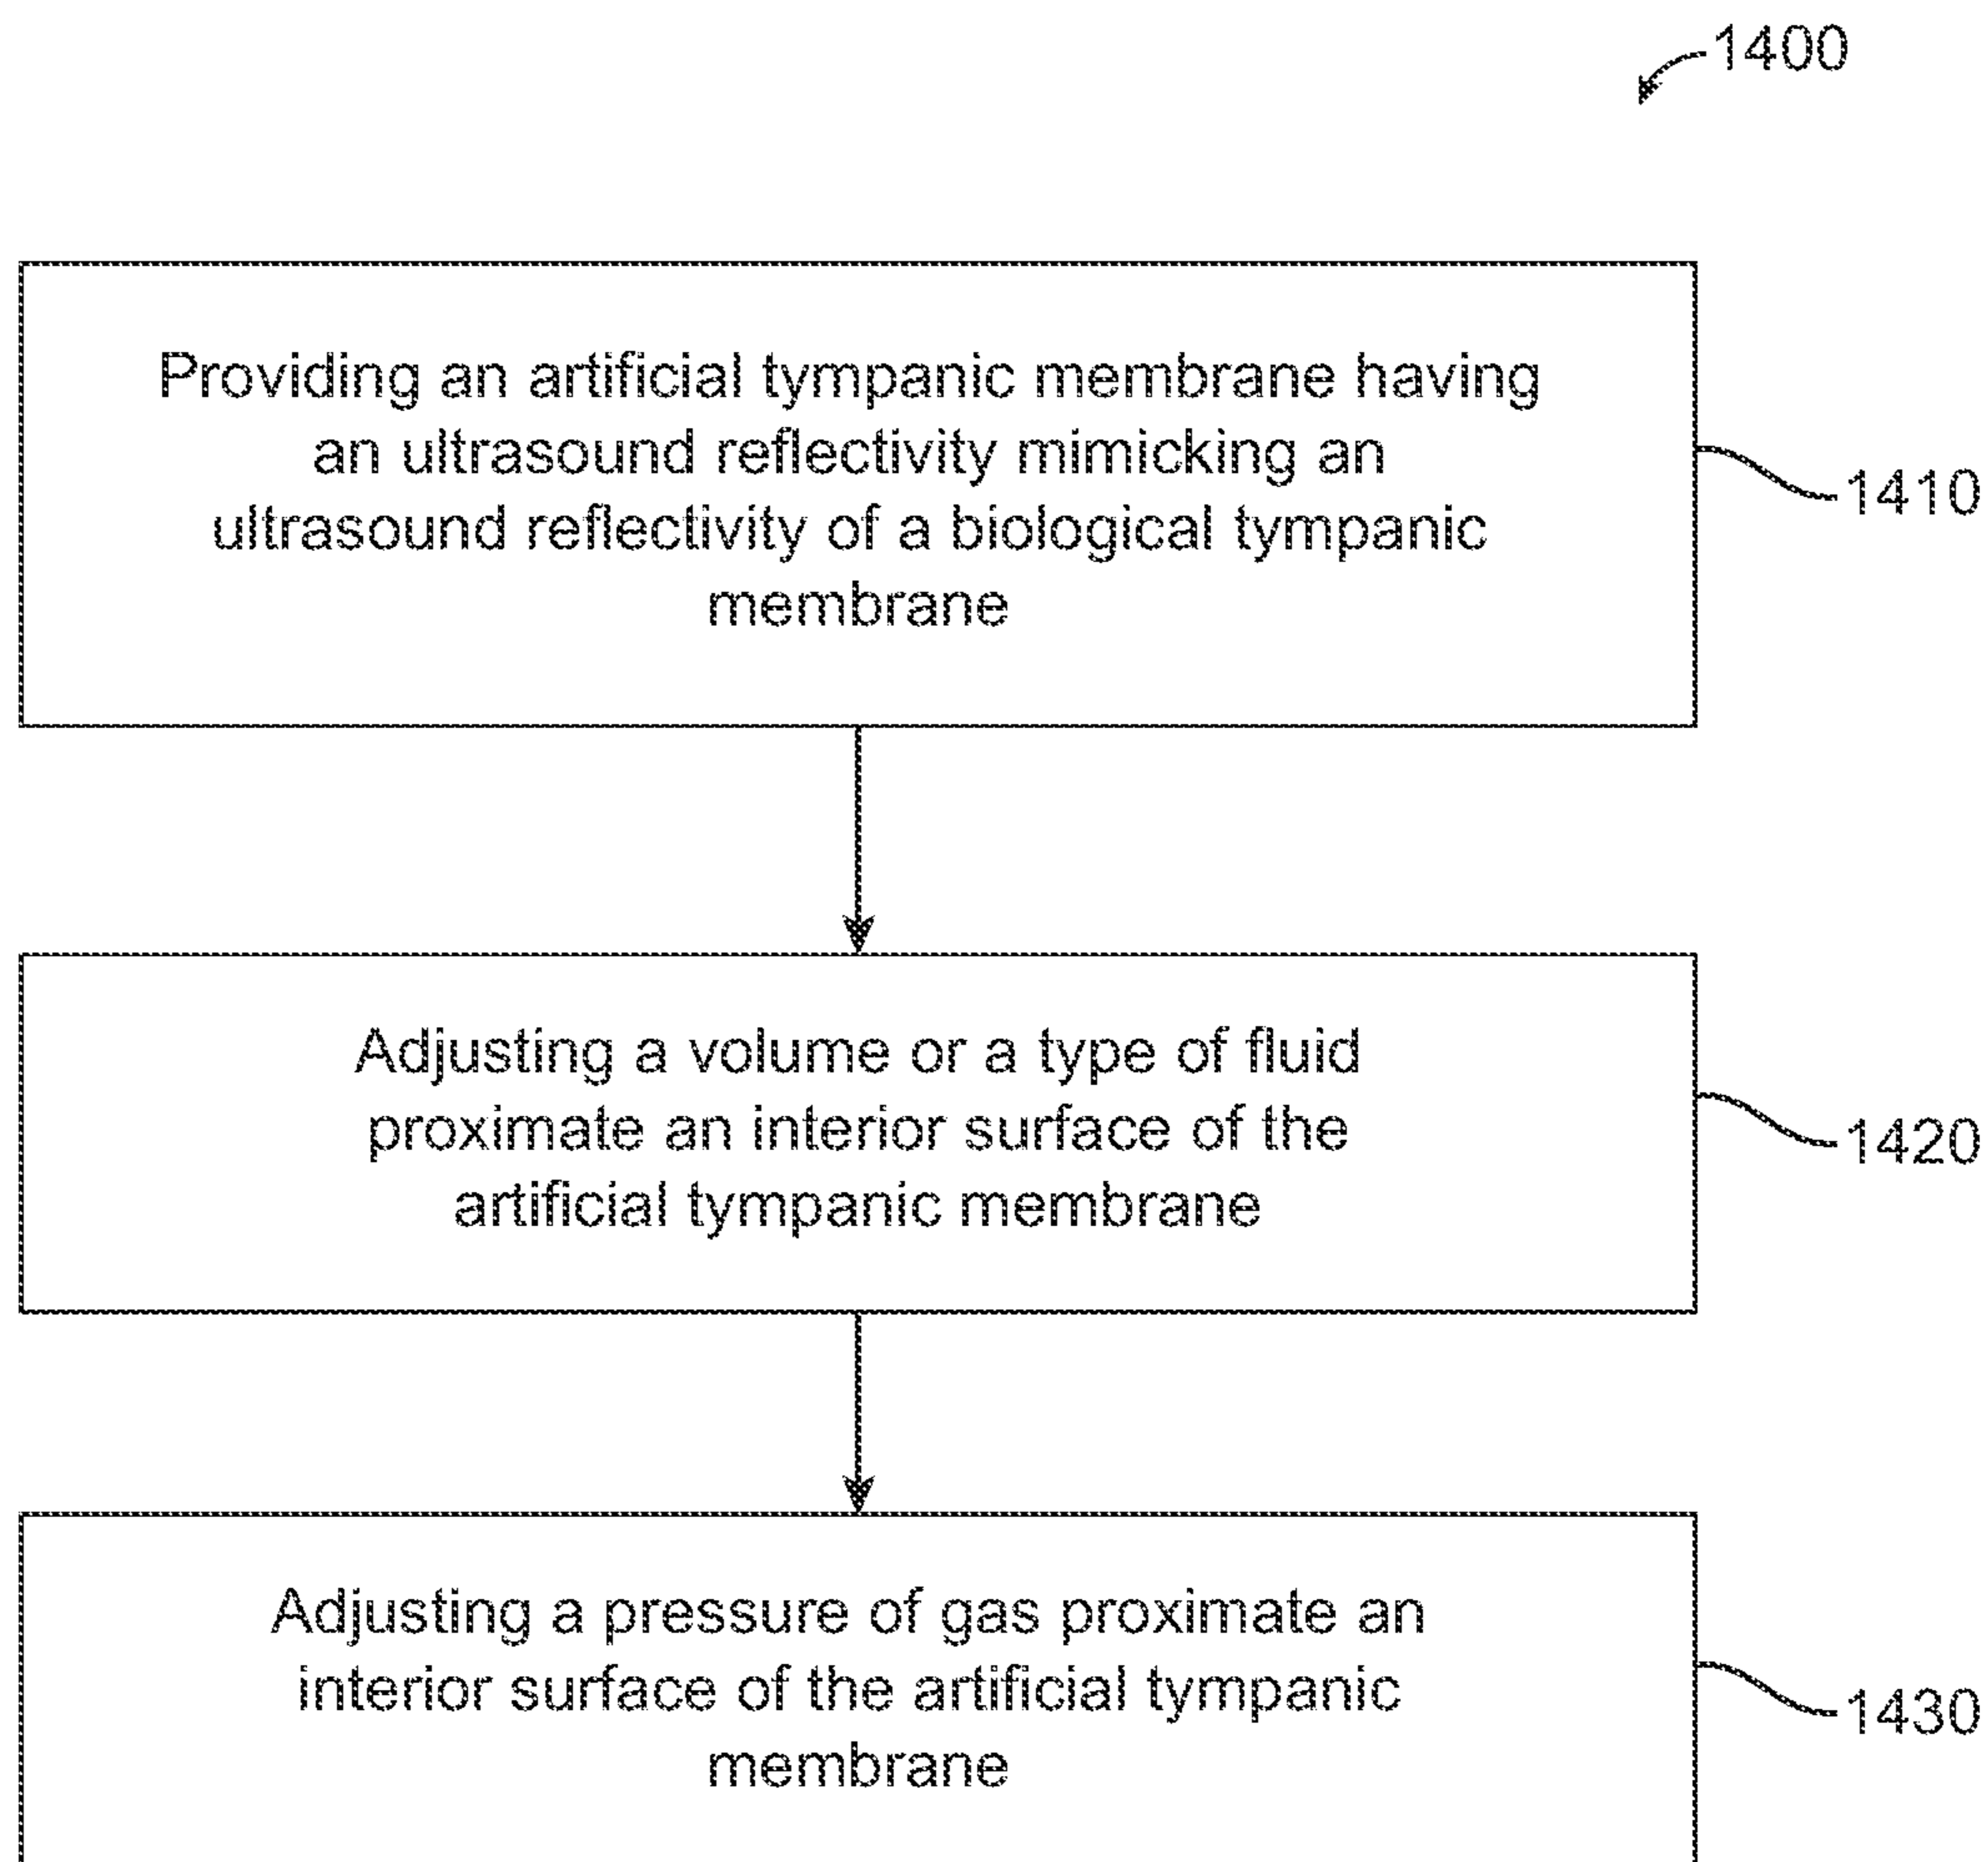 1400
Providing an artificial tympanic membrane having
an ultrasound reflectivity mimicking an
ultrasound reflectivity of a biological tympanic
membrane
1410
Adjusting a volume or a type of fluid
proximate an interior surface of the
artificial tympanic membrane
1420
Adjusting a pressure of gas proximate an
interior surface of the artificial tympanic
membrane
1430